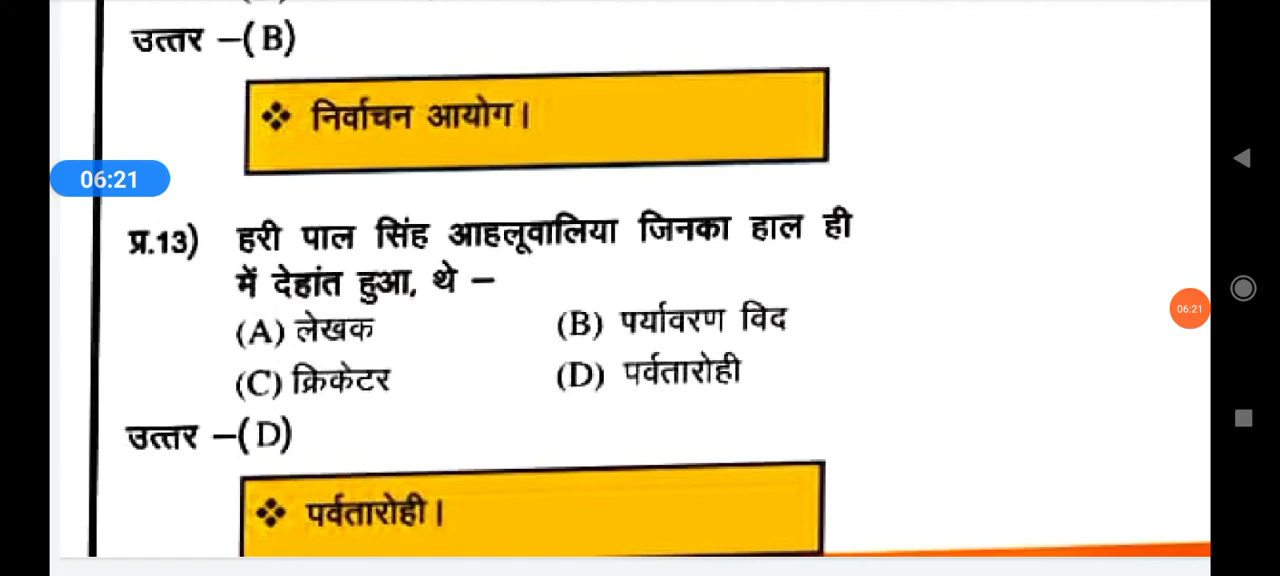 उत्तर –(B)
❖ निर्वाचन आयोग।
06:21
प्र.13) हरी पाल सिंह आहलूवालिया जिनका हाल ही
में देहांत हुआ, थे –
(A) लेखक (B) पर्यावरण विद
(C) क्रिकेटर (D) पर्वतारोही
06:21
उत्तर –(D)
❖ पर्वतारोही।